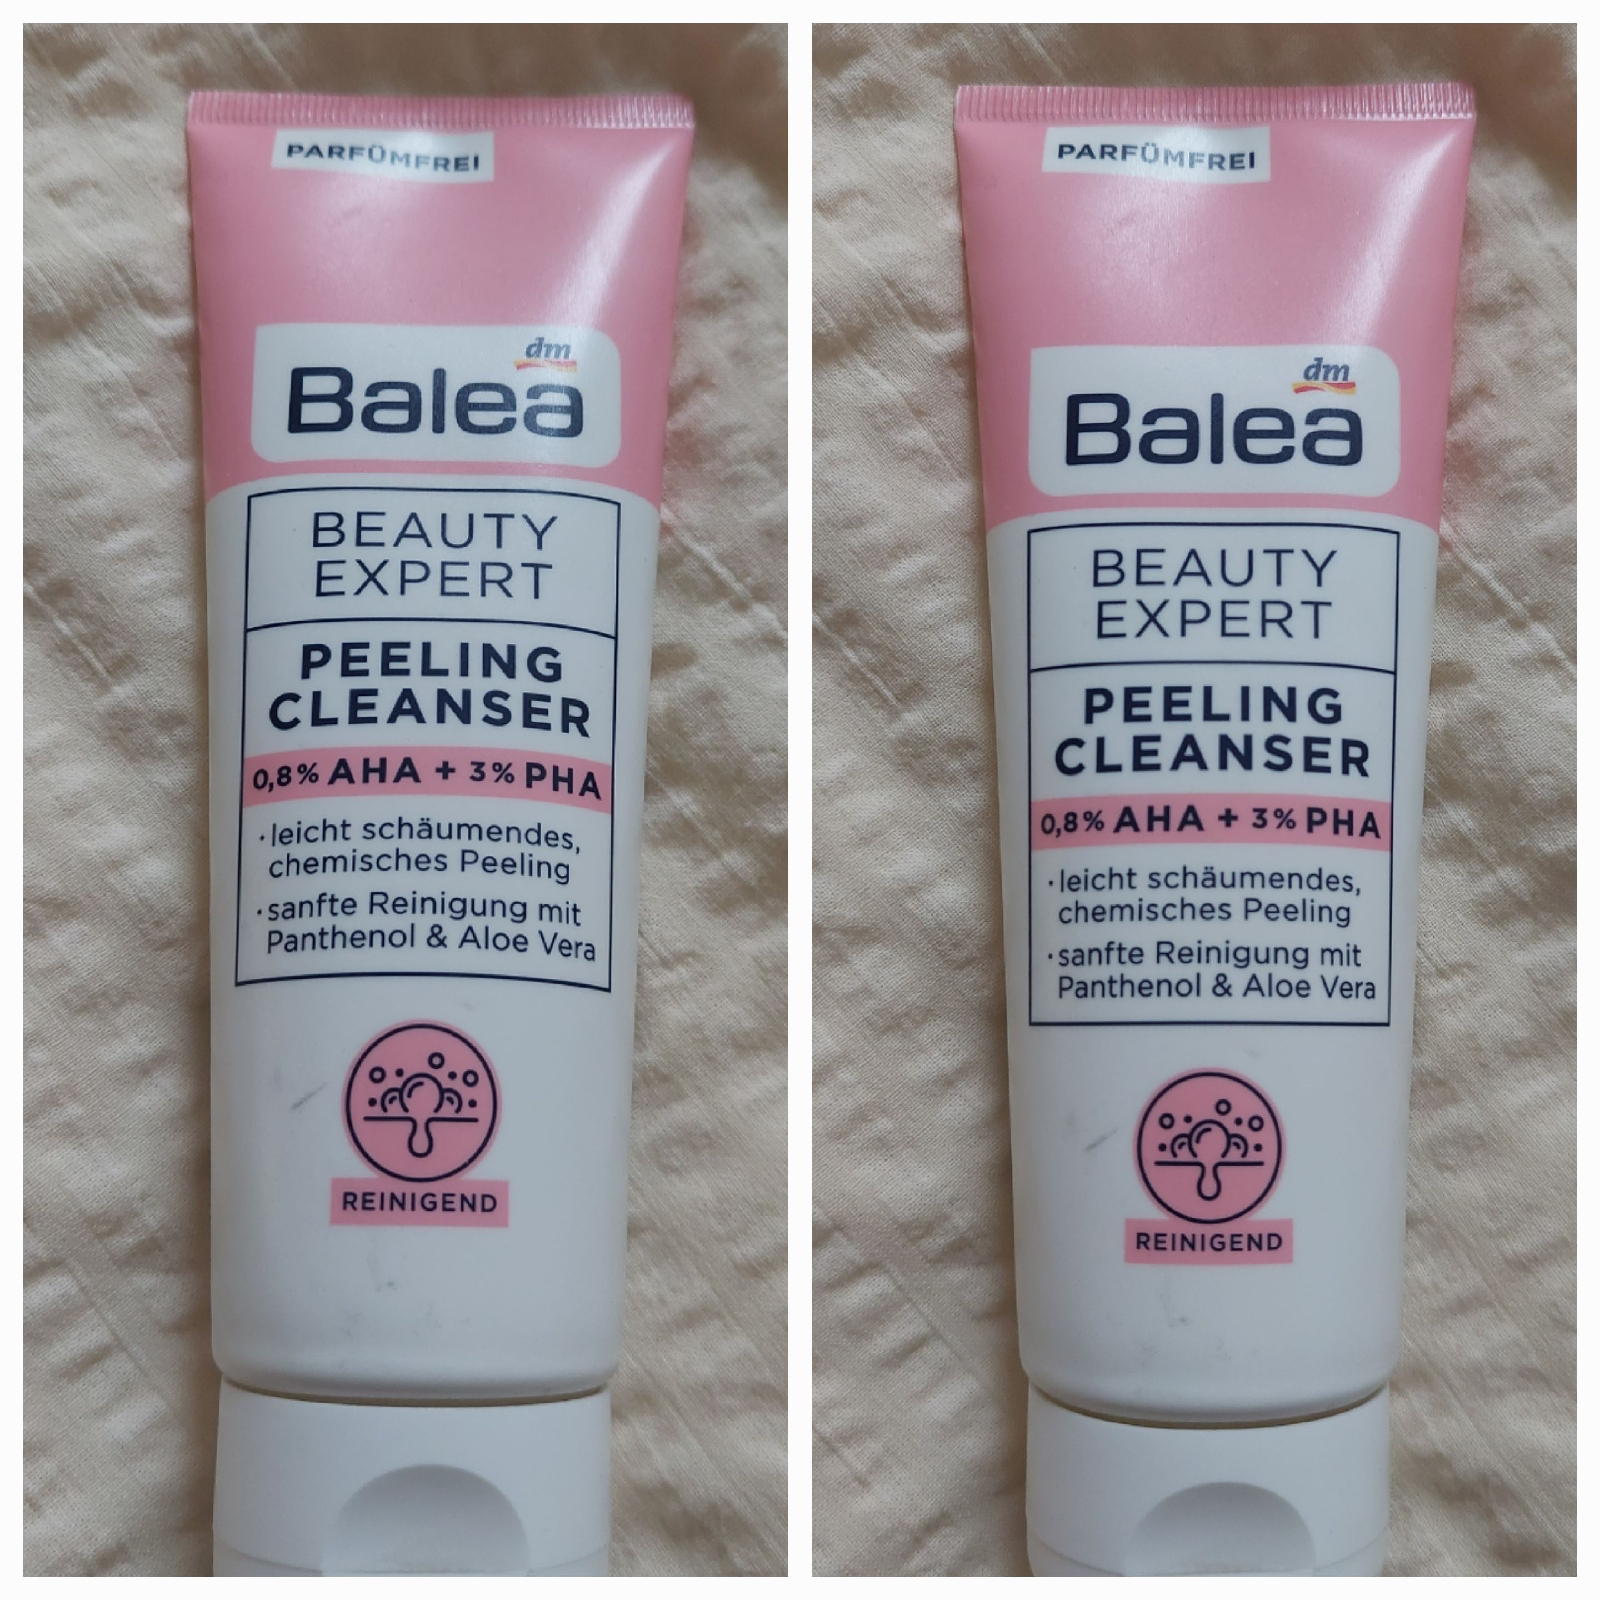 PARFÜMFREI
dm
Balea
BEAUTY
EXPERT
PEELING
CLEANSER
0,8% AHA + 3% PHA
· leicht schäumendes,
chemisches Peeling
· sanfte Reinigung mit
Panthenol & Aloe Vera
REINIGEND
PARFÜMFREI
dm
Balea
BEAUTY
EXPERT
PEELING
CLEANSER
0,8% AHA + 3% PHA
· leicht schäumendes,
chemisches Peeling
· sanfte Reinigung mit
Panthenol & Aloe Vera
REINIGEND